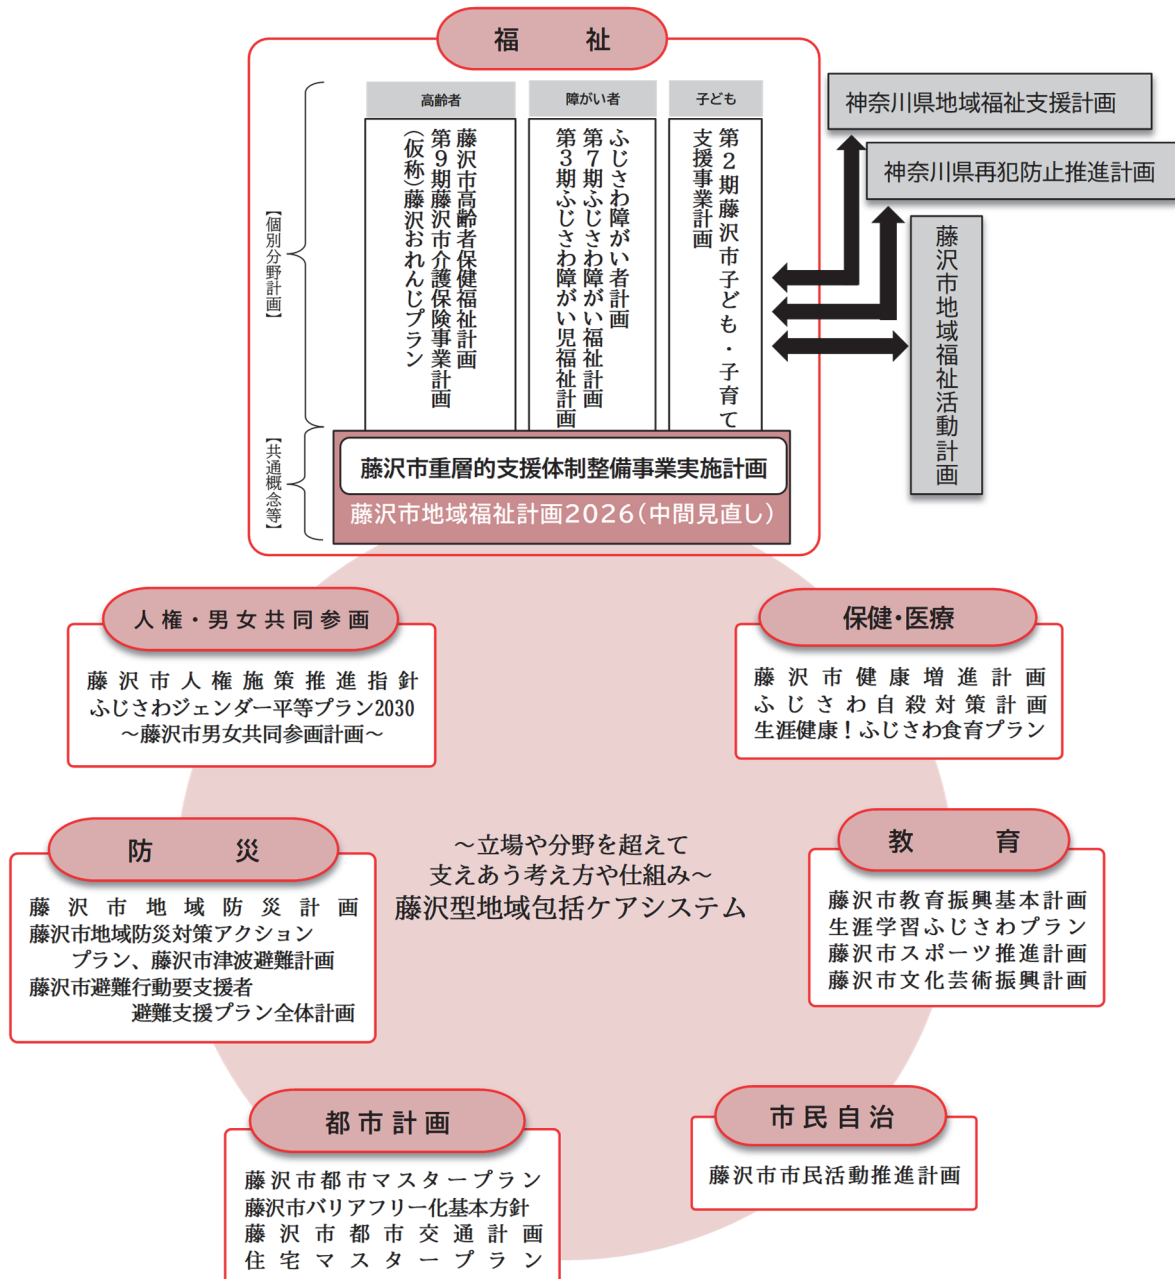 福 祉
高齢者
藤沢市高齢者保健福祉計画
第9期藤沢市介護保険事業計画
(仮称)藤沢おれんじプラン
障がい者
ふじさわ障がい者計画
第7期ふじさわ障がい福祉計画
第3期ふじさわ障がい児福祉計画
子ども
第2期藤沢市子ども・子育て
支援事業計画
【個別分野計画】
【共通概念等】
藤沢市重層的支援体制整備事業実施計画
藤沢市地域福祉計画2026(中間見直し)
神奈川県地域福祉支援計画
神奈川県再犯防止推進計画
藤沢市地域福祉活動計画
人権・男女共同参画
藤沢市人権施策推進指針
ふじさわジェンダー平等プラン2030
～藤沢市男女共同参画計画～
保健・医療
藤沢市健康増進計画
ふじさわ自殺対策計画
生涯健康！ふじさわ食育プラン
防 災
藤沢市地域防災計画
藤沢市地域防災対策アクション
プラン、藤沢市津波避難計画
藤沢市避難行動要支援者
避難支援プラン全体計画
～立場や分野を超えて
支えあう考え方や仕組み～
藤沢型地域包括ケアシステム
教 育
藤沢市教育振興基本計画
生涯学習ふじさわプラン
藤沢市スポーツ推進計画
藤沢市文化芸術振興計画
都市計画
藤沢市都市マスタープラン
藤沢市バリアフリー化基本方針
藤沢市都市交通計画
住宅マスタープラン
市民自治
藤沢市市民活動推進計画